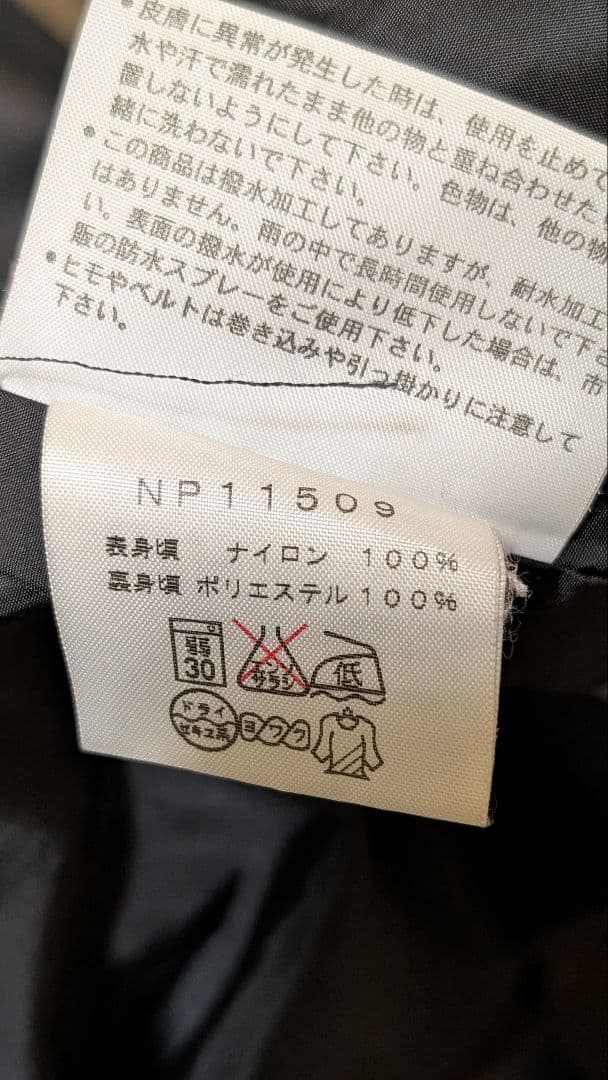 ・皮膚に異常が発生した時は、使用を止めて
水や汗で濡れたまま他の物と重ね合わせた
置しないようにして下さい。色物は、他の物
緒に洗わないで下さい。
・この商品は撥水加工してありますが、耐水加工
はありません。雨の中で長時間使用しないで下さ
い。表面の撥水が使用により低下した場合は、市
販の防水スプレーをご使用下さい。
・ヒモやベルトは巻き込みや引っ掛かりに注意して
下さい。
NP11509
表身頃 ナイロン 100%
裏身頃 ポリエステル 100%
弱
30
エンソ
サラシ
低
ドライ
セキユ系
ヨワク